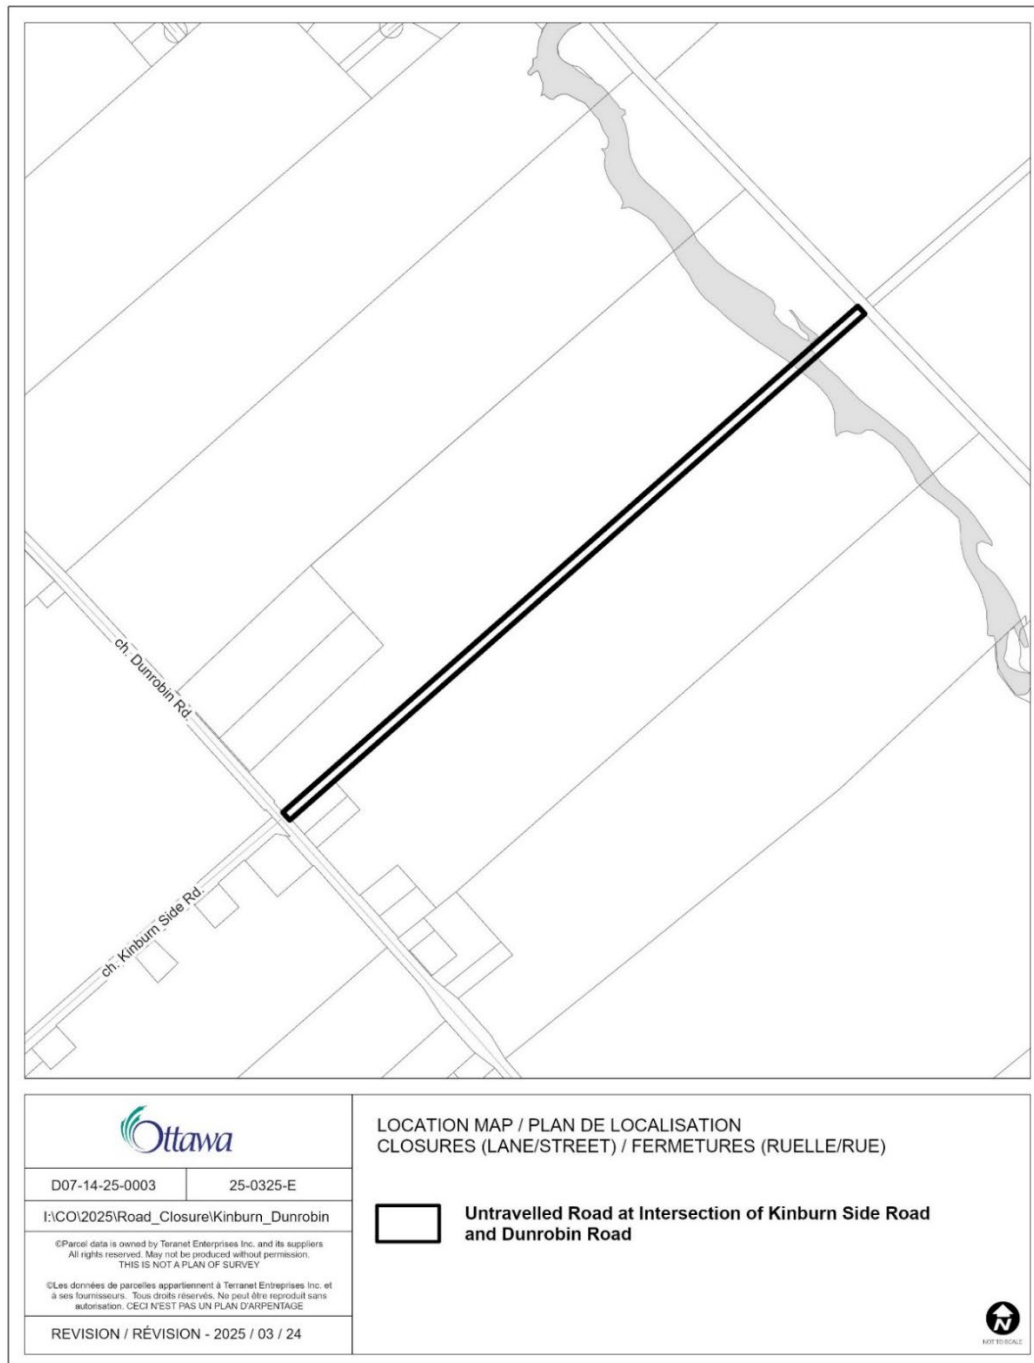 ch. Dunrobin Rd.
ch. Kinburn Side Rd.
Ottawa
D07-14-25-0003
25-0325-E
I:\CO\2025\Road_Closure\Kinburn_Dunrobin
©Parcel data is owned by Teranet Enterprises Inc. and its suppliers
All rights reserved. May not be produced without permission.
THIS IS NOT A PLAN OF SURVEY
©Les données de parcelles appartiennent à Terranet Entreprises Inc. et
à ses fournisseurs. Tous droits réservés. Ne peut être reproduit sans
autorisation. CECI N'EST PAS UN PLAN D'ARPENTAGE
REVISION / RÉVISION - 2025 / 03 / 24
LOCATION MAP / PLAN DE LOCALISATION
CLOSURES (LANE/STREET) / FERMETURES (RUELLE/RUE)
Untravelled Road at Intersection of Kinburn Side Road
and Dunrobin Road
N
NOT TO SCALE